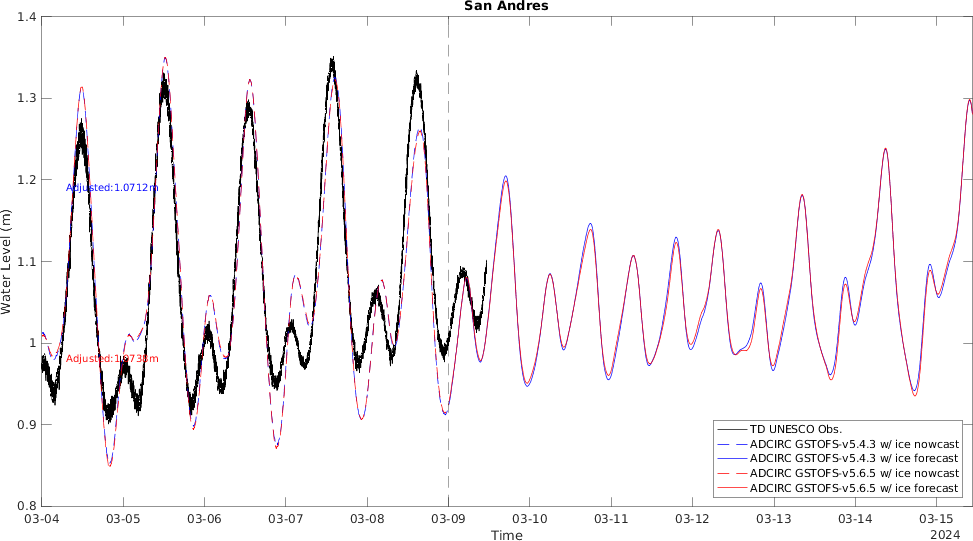 San Andres
1.4
1.3
1.2
1.1
1
0.9
0.8
Water Level (m)
Adjusted:1.0712m
TD UNESCO Obs.
ADCIRC GSTOFS-v5.4.3 w/ ice nowcast
ADCIRC GSTOFS-v5.4.3 w/ ice forecast
ADCIRC GSTOFS-v5.6.5 w/ ice nowcast
ADCIRC GSTOFS-v5.6.5 w/ ice forecast
03-04 03-05 03-06 03-07 03-08 03-09 03-10 03-11 03-12 03-13 03-14 03-15
Time
2024